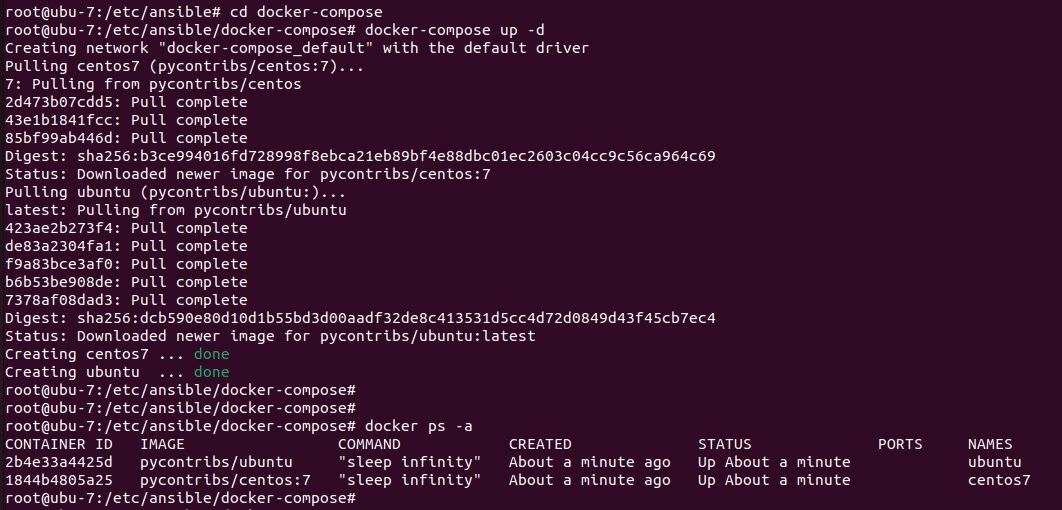 root@ubu-7:/etc/ansible# cd docker-compose
root@ubu-7:/etc/ansible/docker-compose# docker-compose up -d
Creating network "docker-compose_default" with the default driver
Pulling centos7 (pycontribs/centos:7)...
7: Pulling from pycontribs/centos
2d473b07cdd5: Pull complete
43e1b1841fcc: Pull complete
85bf99ab446d: Pull complete
Digest: sha256:b3ce994016fd728998f8ebca21eb89bf4e88dbc01ec2603c04cc9c56ca964c69
Status: Downloaded newer image for pycontribs/centos:7
Pulling ubuntu (pycontribs/ubuntu:)...
latest: Pulling from pycontribs/ubuntu
423ae2b273f4: Pull complete
de83a2304fa1: Pull complete
f9a83bce3af0: Pull complete
b6b53be908de: Pull complete
7378af08dad3: Pull complete
Digest: sha256:dcb590e80d10d1b55bd3d00aadf32de8c413531d5cc4d72d0849d43f45cb7ec4
Status: Downloaded newer image for pycontribs/ubuntu:latest
Creating centos7 ... done
Creating ubuntu  ... done
root@ubu-7:/etc/ansible/docker-compose#
root@ubu-7:/etc/ansible/docker-compose#
root@ubu-7:/etc/ansible/docker-compose# docker ps -a
CONTAINER ID   IMAGE                 COMMAND            CREATED              STATUS              PORTS     NAMES
2b4e33a4425d   pycontribs/ubuntu     "sleep infinity"   About a minute ago   Up About a minute             ubuntu
1844b4805a25   pycontribs/centos:7   "sleep infinity"   About a minute ago   Up About a minute             centos7
root@ubu-7:/etc/ansible/docker-compose#